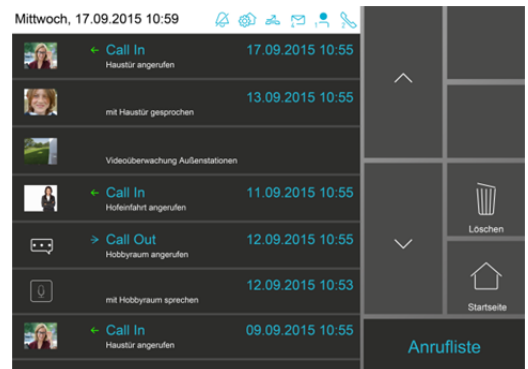 Mittwoch, 17.09.2015 10:59
Call In 17.09.2015 10:55
Haustür angerufen
13.09.2015 10:55
mit Haustür gesprochen
Videoüberwachung Außenstationen
Call In 11.09.2015 10:55
Hofeinfahrt angerufen
Call Out 12.09.2015 10:55
Hobbyraum angerufen
12.09.2015 10:53
mit Hobbyraum sprechen
Call In 09.09.2015 10:55
Haustür angerufen
Löschen
Startseite
Anrufliste